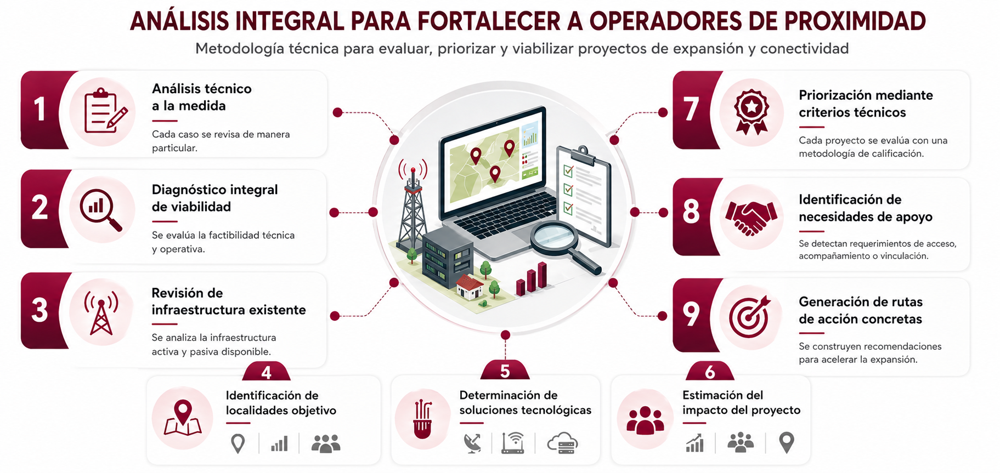 ANÁLISIS INTEGRAL PARA FORTALECER A OPERADORES DE PROXIMIDAD
Metodología técnica para evaluar, priorizar y viabilizar proyectos de expansión y conectividad
1
Análisis técnico
a la medida
Cada caso se revisa de manera
particular.
2
Diagnóstico integral
de viabilidad
Se evalúa la factibilidad técnica
y operativa.
3
Revisión de
infraestructura existente
Se analiza la infraestructura
activa y pasiva disponible.
4
Identificación de
localidades objetivo
5
Determinación de
soluciones tecnológicas
6
Estimación del
impacto del proyecto
7
Priorización mediante
criterios técnicos
Cada proyecto se evalúa con una
metodología de calificación.
8
Identificación de
necesidades de apoyo
Se detectan requerimientos de acceso,
acompañamiento o vinculación.
9
Generación de rutas
de acción concretas
Se construyen recomendaciones
para acelerar la expansión.